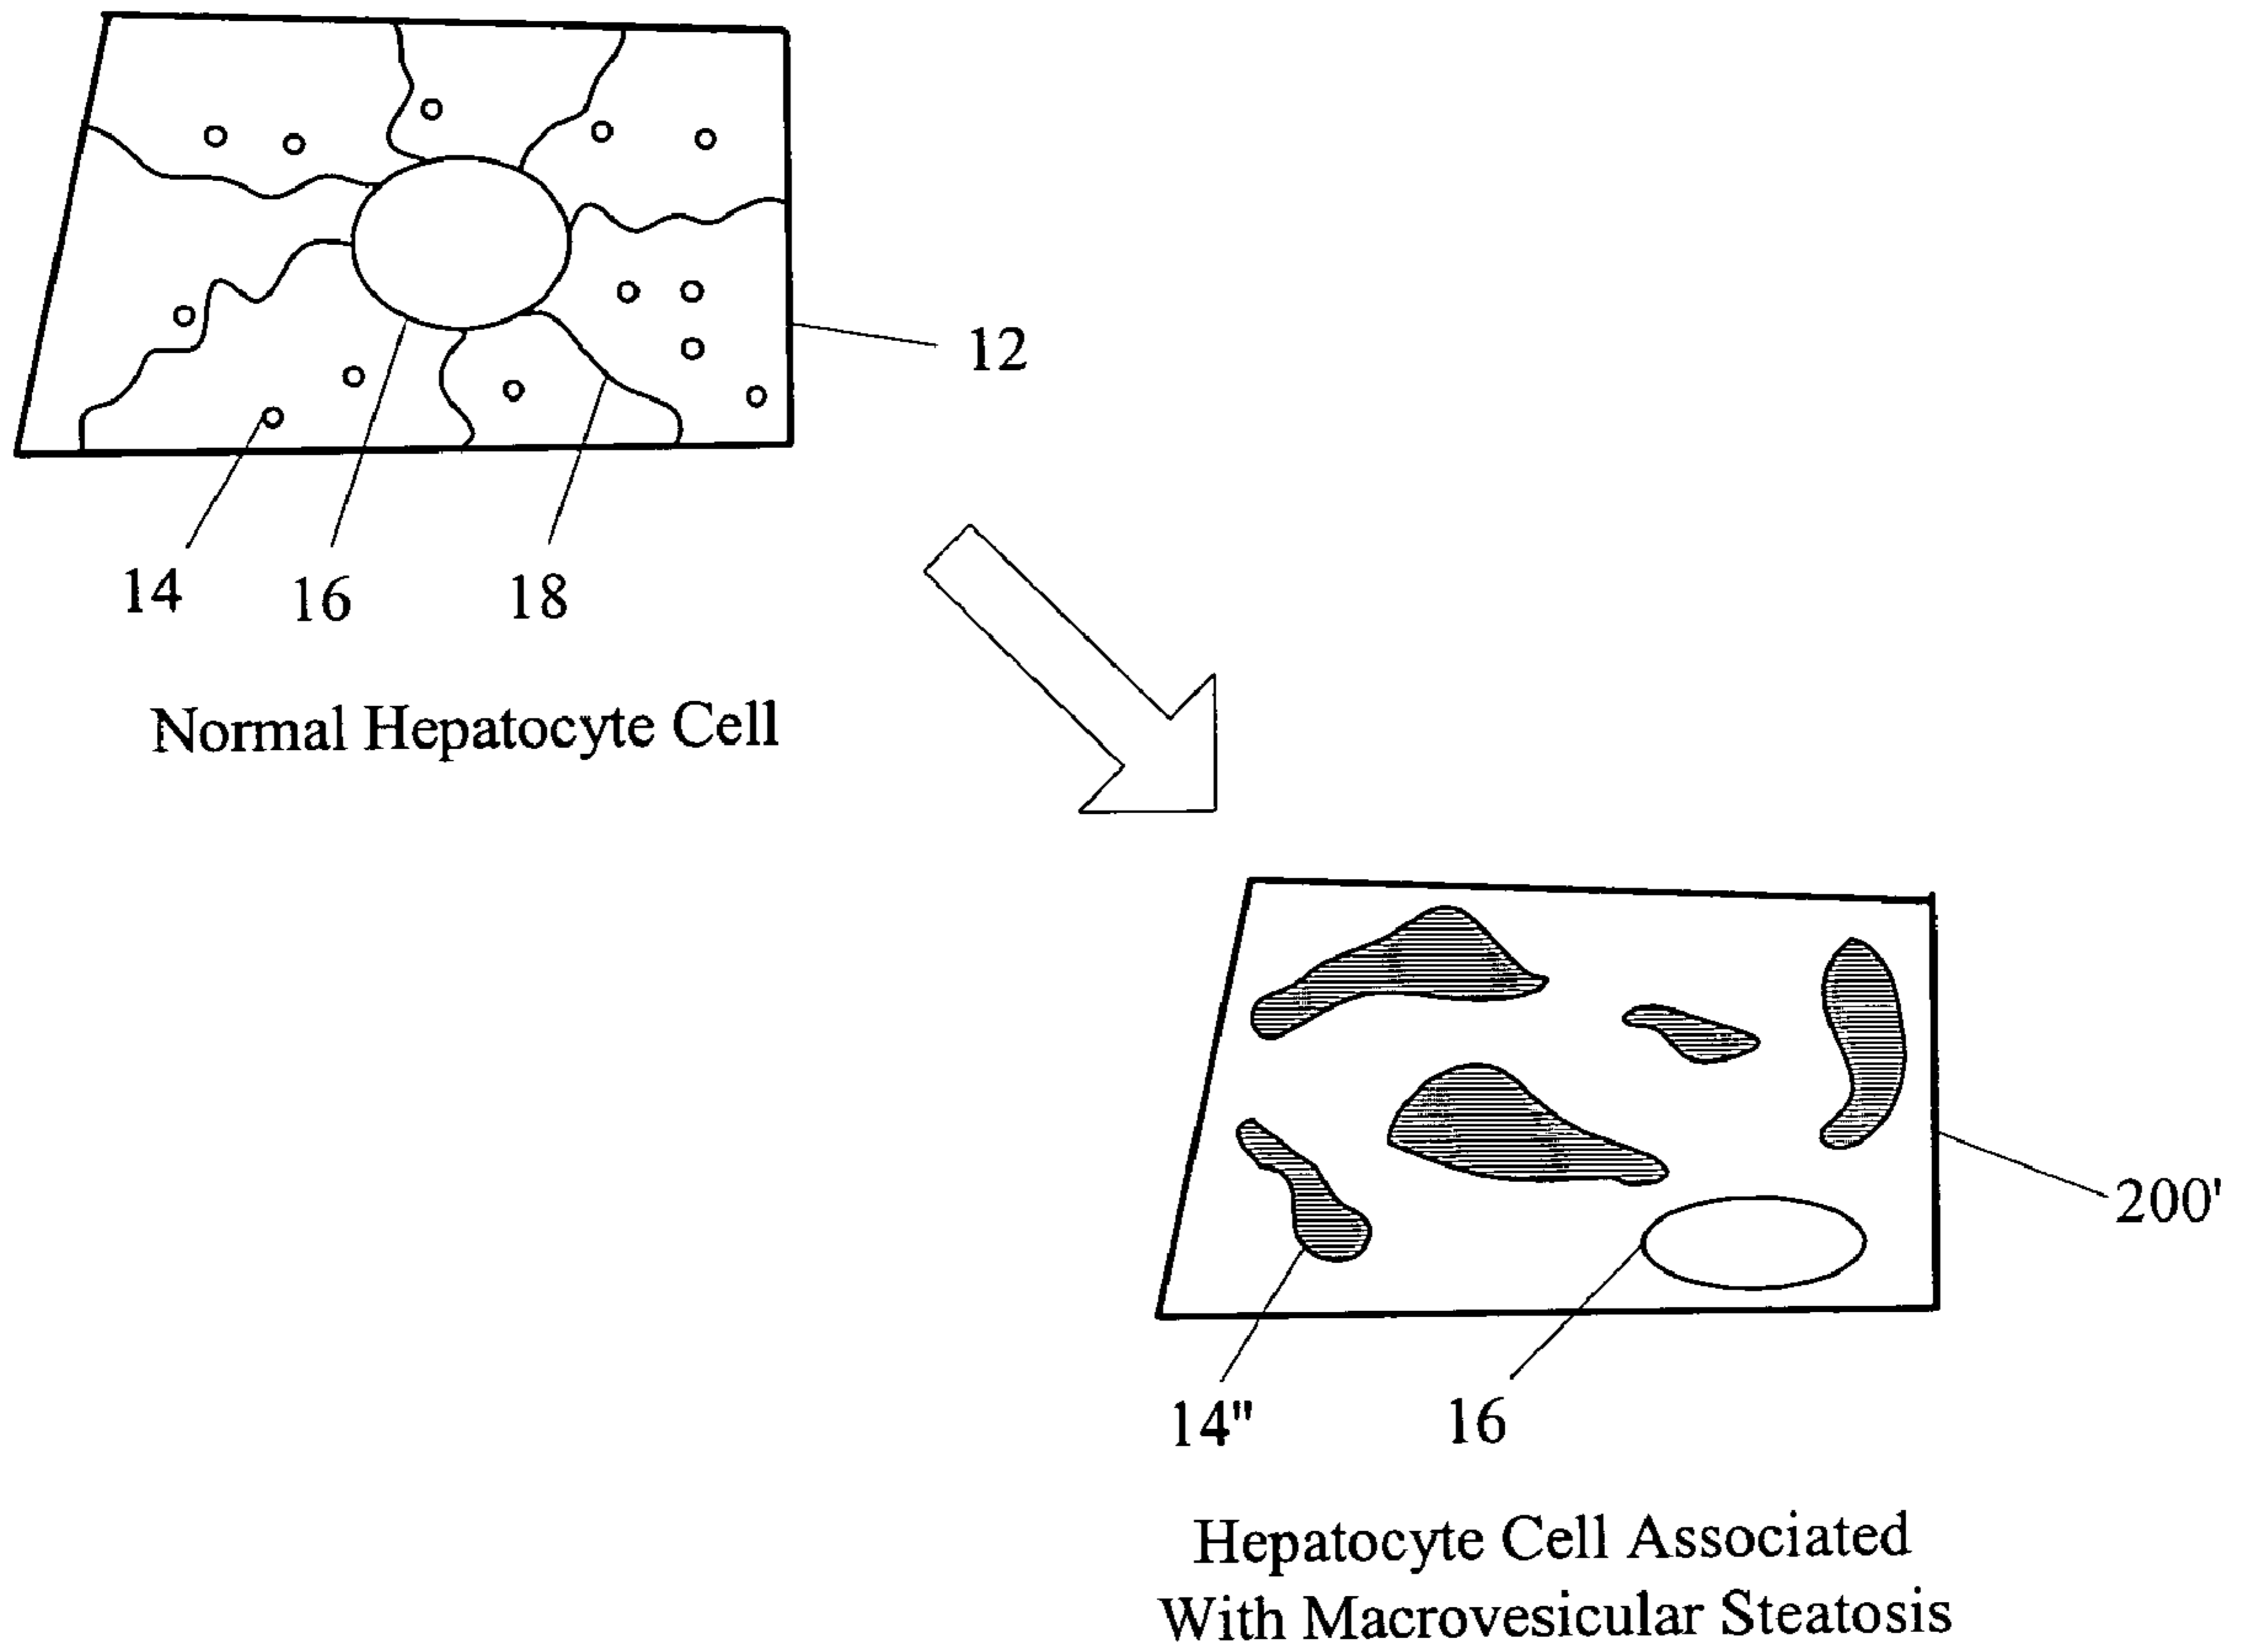 12
14
16
18
Normal Hepatocyte Cell
200'
14"
16
Hepatocyte Cell Associated
With Macrovesicular Steatosis